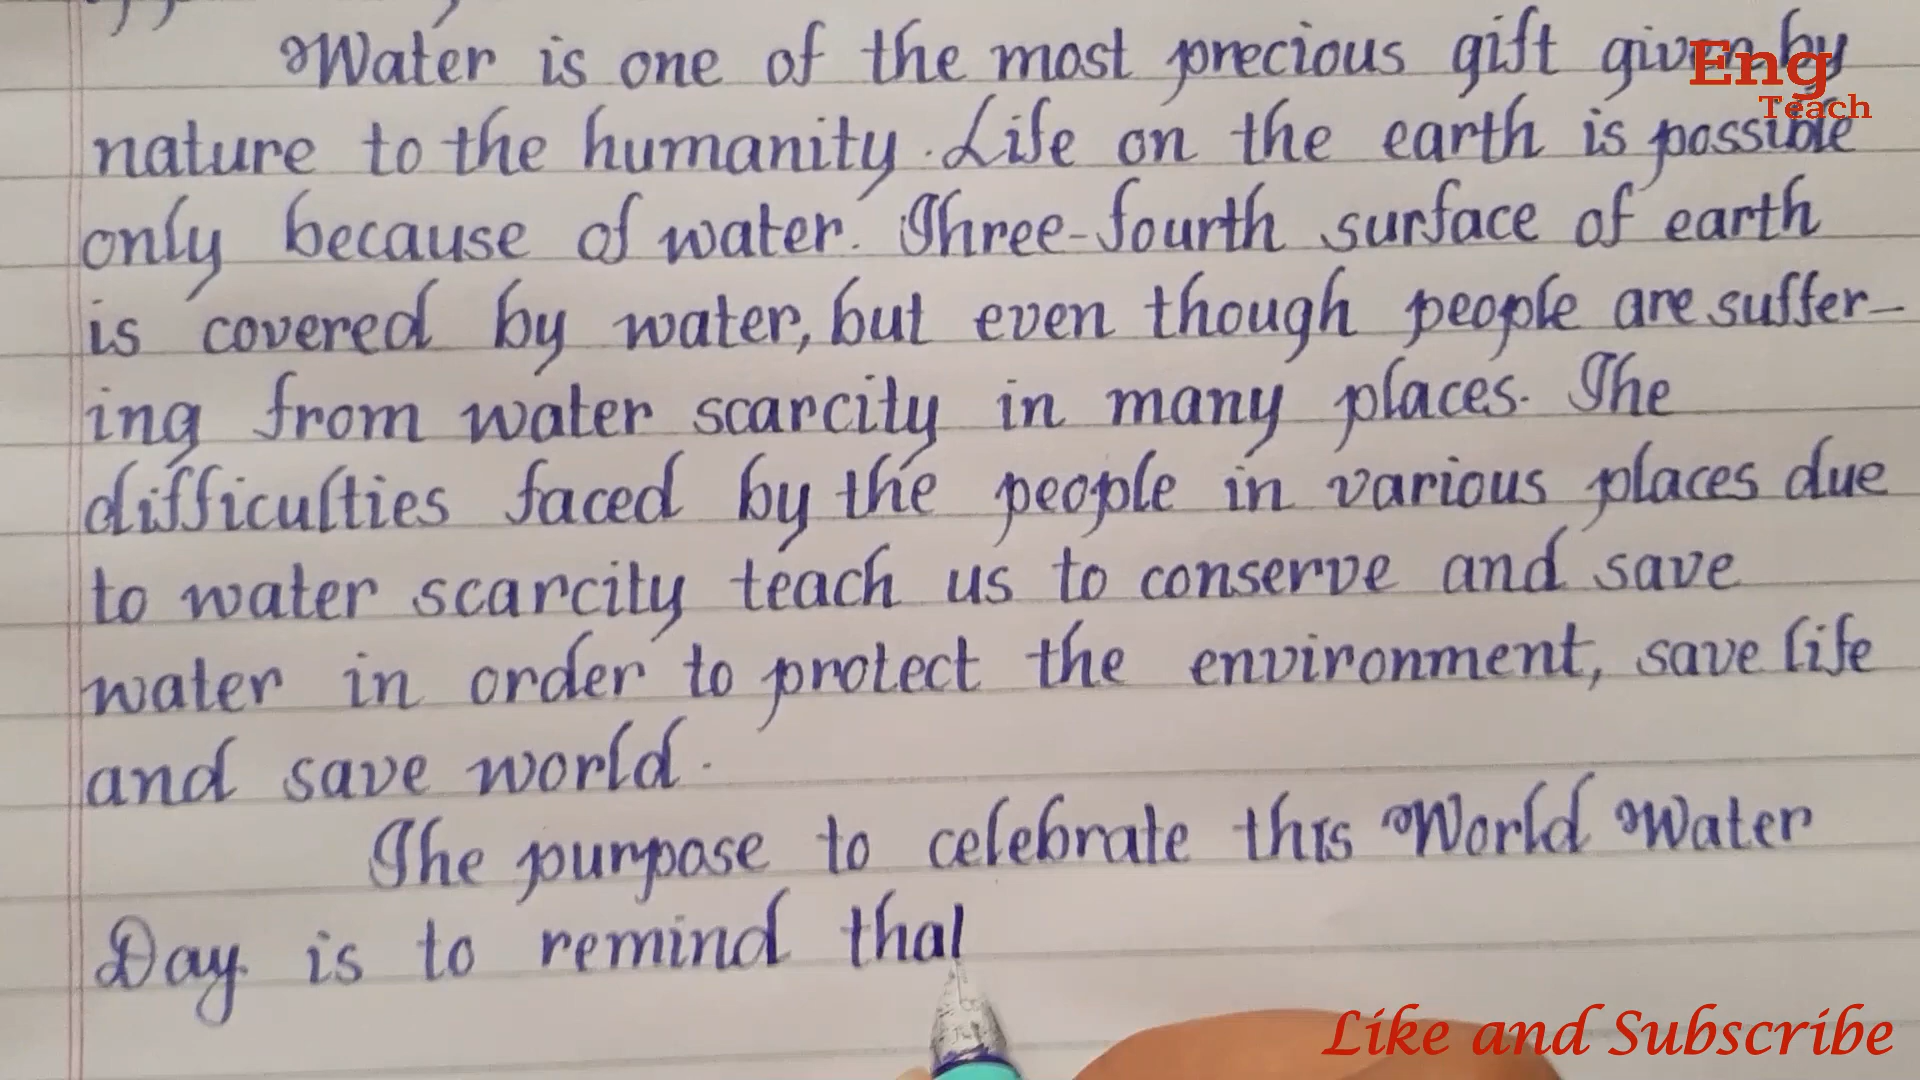 Water is one of the most precious gift given by
Eng
Teach
nature to the humanity. Life on the earth is possible
only because of water. Three-fourth surface of earth
is covered by water, but even though people are suffer-
ing from water scarcity in many places. The
difficulties faced by the people in various places due
to water scarcity teach us to conserve and save
water in order to protect the environment, save life
and save world.
The purpose to celebrate this World Water
Day is to remind that
Like and Subscribe